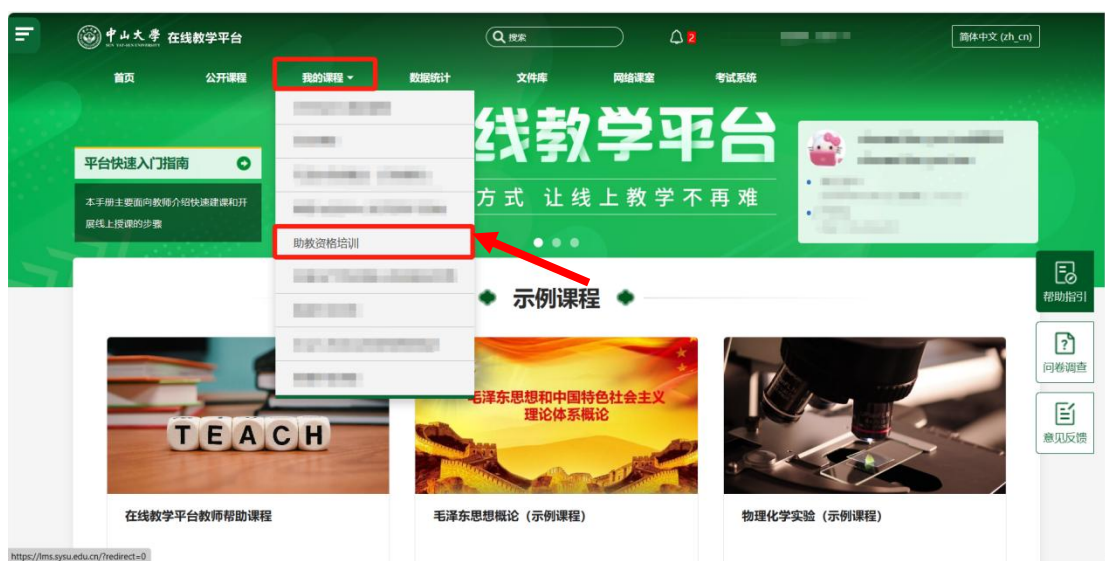 中山大学 在线教学平台
SUN YAT-SEN UNIVERSITY
搜索
2
简体中文 (zh_cn)
首页
公开课程
我的课程
数据统计
文件库
网络课室
考试系统
线教学平台
方式 让线上教学不再难
平台快速入门指南
本手册主要面向教师介绍快速建课和开
展线上授课的步骤
助教资格培训
帮助指引
问卷调查
意见反馈
示例课程
TEACH
毛泽东思想和中国特色社会主义
理论体系概论
在线教学平台教师帮助课程
毛泽东思想概论（示例课程）
物理化学实验（示例课程）
https://lms.sysu.edu.cn/?redirect=0